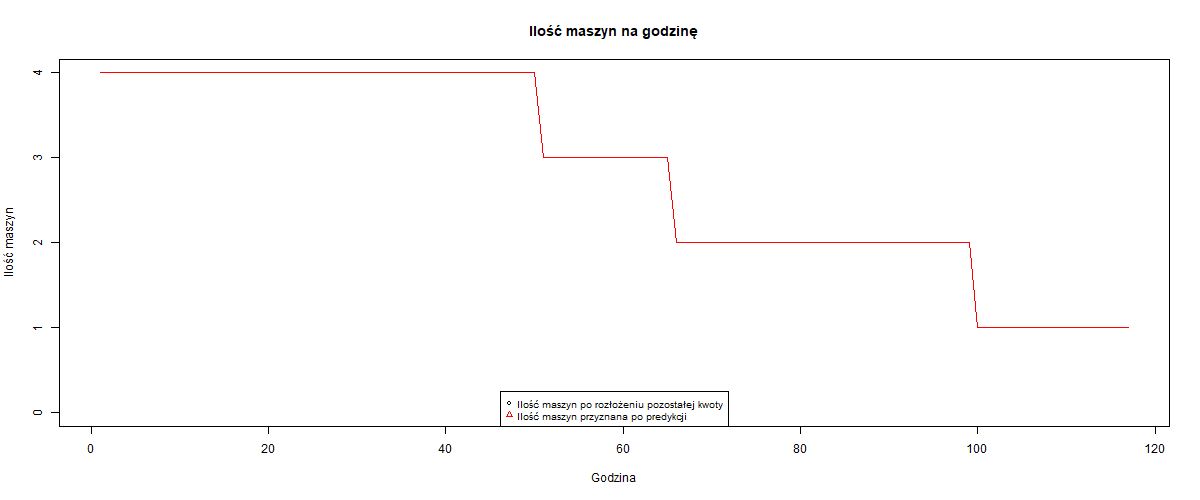 Ilość maszyn na godzinę
Ilość maszyn
4
3
2
1
0
Ilość maszyn po rozłożeniu pozostałej kwoty
Ilość maszyn przyznana po predykcji
0 20 40 60 80 100 120
Godzina